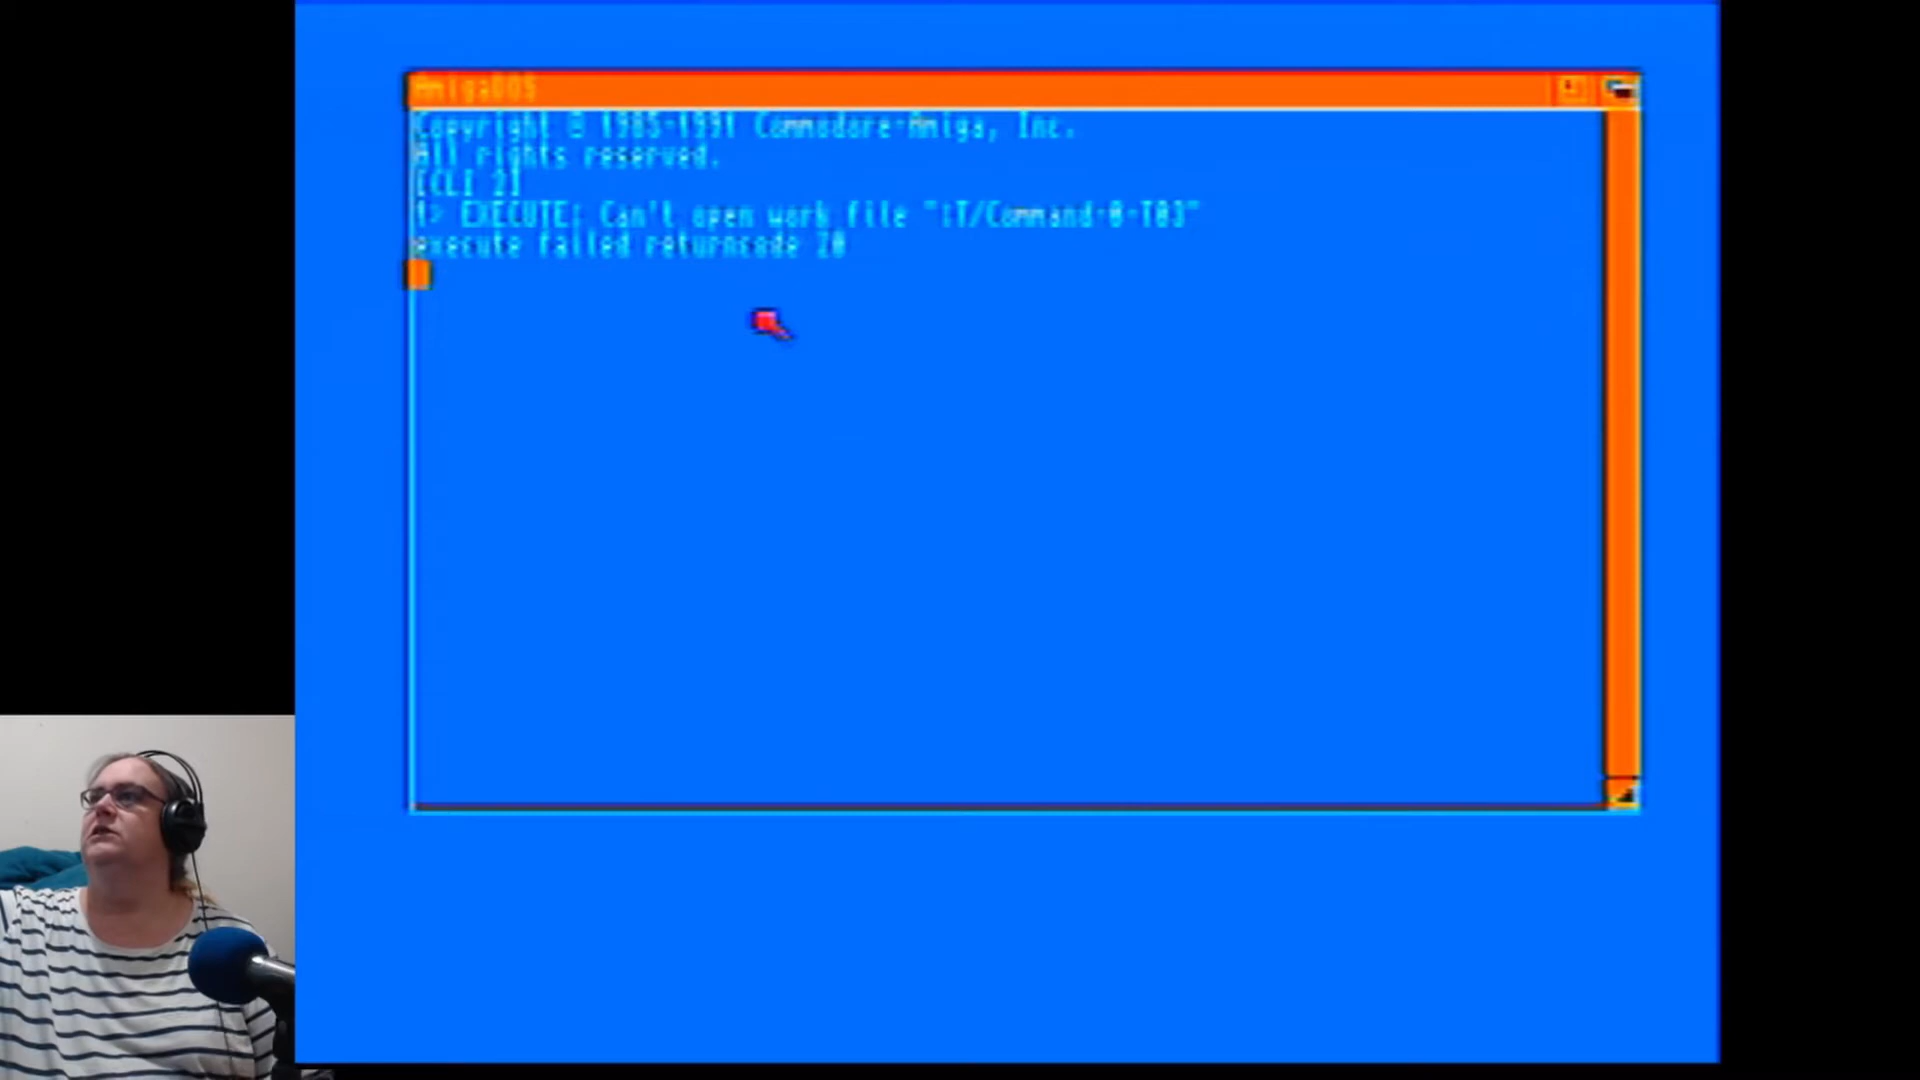 AmigaDOS
Copyright © 1985-1991 Commodore-Amiga, Inc.
All rights reserved.
[CLI 2]
1> EXECUTE: Can't open work file ":T/Command-0-T03"
execute failed returncode 20